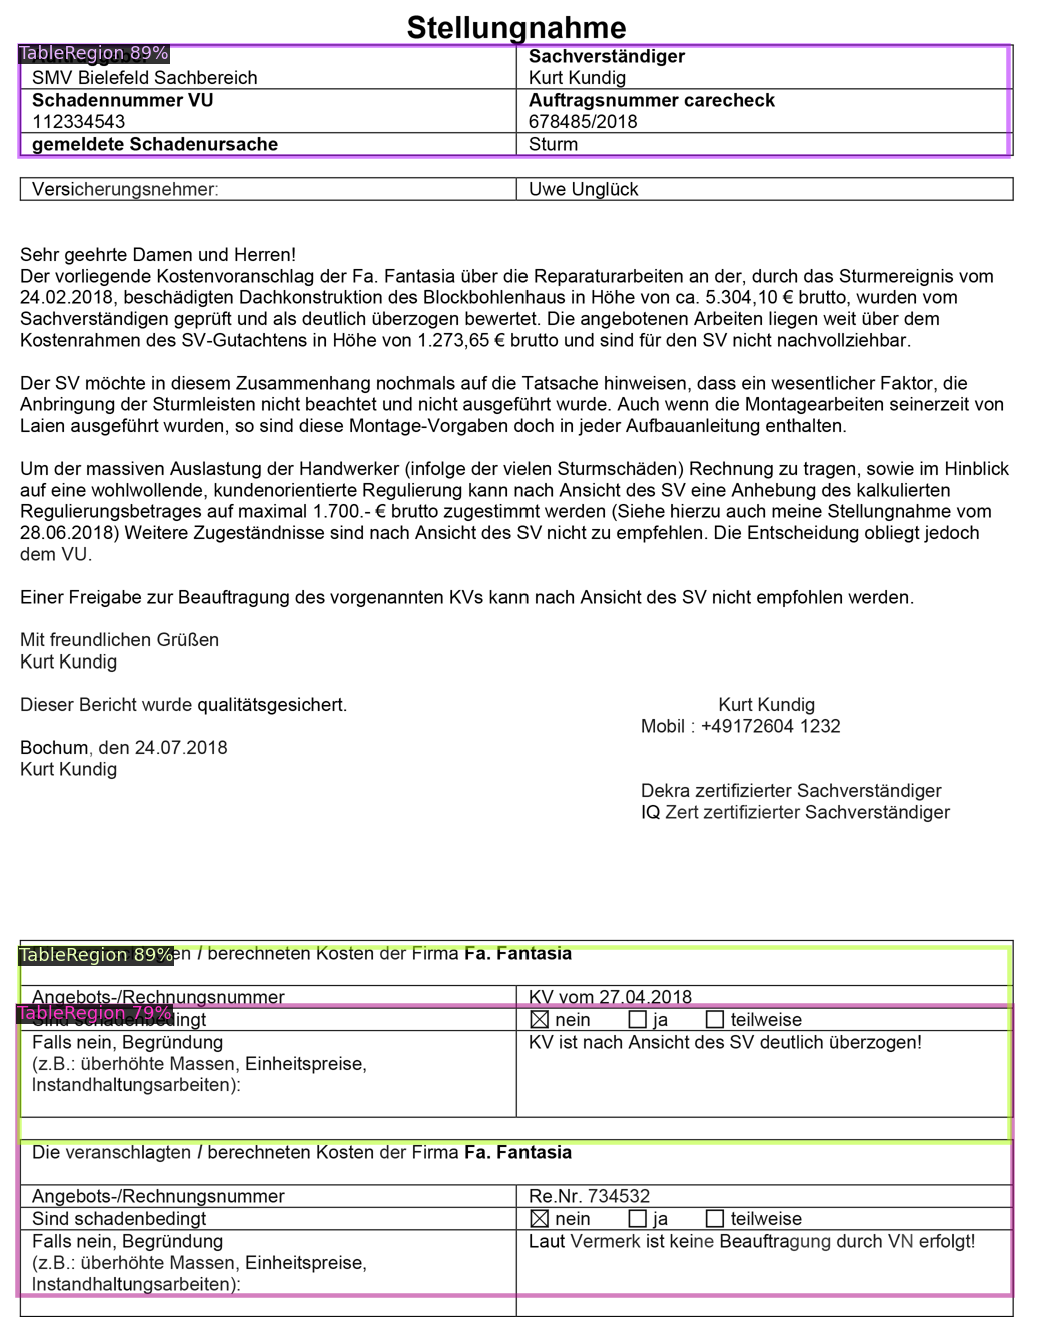 Stellungnahme
TableRegion 89%
Sachverständiger
SMV Bielefeld Sachbereich
Kurt Kundig
Schadennummer VU
Auftragsnummer carecheck
112334543
678485/2018
gemeldete Schadenursache
Sturm
Versicherungsnehmer:
Uwe Unglück
Sehr geehrte Damen und Herren!
Der vorliegende Kostenvoranschlag der Fa. Fantasia über die Reparaturarbeiten an der, durch das Sturmereignis vom
24.02.2018, beschädigten Dachkonstruktion des Blockbohlenhaus in Höhe von ca. 5.304,10 € brutto, wurden vom
Sachverständigen geprüft und als deutlich überzogen bewertet. Die angebotenen Arbeiten liegen weit über dem
Kostenrahmen des SV-Gutachtens in Höhe von 1.273,65 € brutto und sind für den SV nicht nachvollziehbar.
Der SV möchte in diesem Zusammenhang nochmals auf die Tatsache hinweisen, dass ein wesentlicher Faktor, die
Anbringung der Sturmleisten nicht beachtet und nicht ausgeführt wurde. Auch wenn die Montagearbeiten seinerzeit von
Laien ausgeführt wurden, so sind diese Montage-Vorgaben doch in jeder Aufbauanleitung enthalten.
Um der massiven Auslastung der Handwerker (infolge der vielen Sturmschäden) Rechnung zu tragen, sowie im Hinblick
auf eine wohlwollende, kundenorientierte Regulierung kann nach Ansicht des SV eine Anhebung des kalkulierten
Regulierungsbetrages auf maximal 1.700.- € brutto zugestimmt werden (Siehe hierzu auch meine Stellungnahme vom
28.06.2018) Weitere Zugeständnisse sind nach Ansicht des SV nicht zu empfehlen. Die Entscheidung obliegt jedoch
dem VU.
Einer Freigabe zur Beauftragung des vorgenannten KVs kann nach Ansicht des SV nicht empfohlen werden.
Mit freundlichen Grüßen
Kurt Kundig
Dieser Bericht wurde qualitätsgesichert.
Kurt Kundig
Mobil : +49172604 1232
Bochum, den 24.07.2018
Kurt Kundig
Dekra zertifizierter Sachverständiger
IQ Zert zertifizierter Sachverständiger
TableRegion 89%
/ berechneten Kosten der Firma Fa. Fantasia
Angebots-/Rechnungsnummer
KV vom 27.04.2018
TableRegion 79%
Sind schadenbedingt
nein ja teilweise
Falls nein, Begründung
KV ist nach Ansicht des SV deutlich überzogen!
(z.B.: überhöhte Massen, Einheitspreise,
Instandhaltungsarbeiten):
Die veranschlagten / berechneten Kosten der Firma Fa. Fantasia
Angebots-/Rechnungsnummer
Re.Nr. 734532
Sind schadenbedingt
nein ja teilweise
Falls nein, Begründung
Laut Vermerk ist keine Beauftragung durch VN erfolgt!
(z.B.: überhöhte Massen, Einheitspreise,
Instandhaltungsarbeiten):